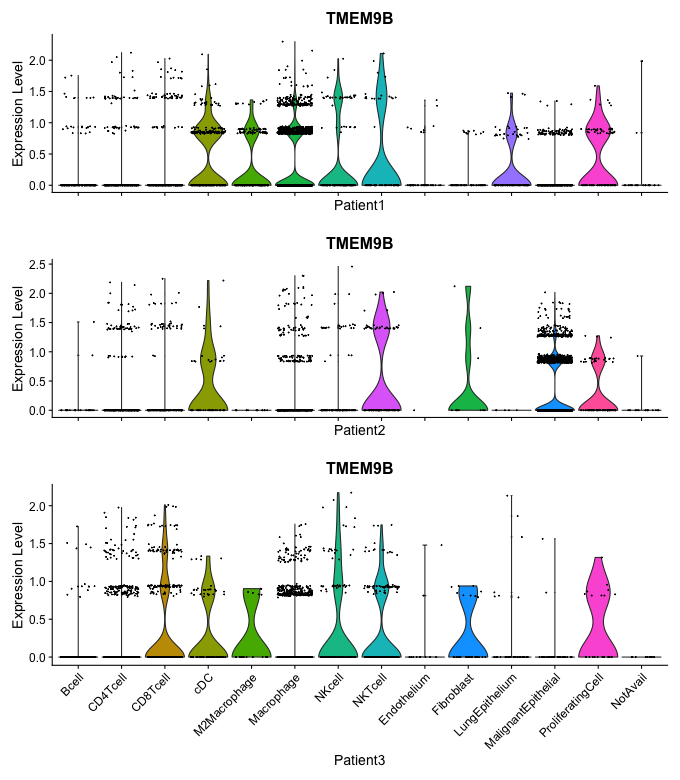 TMEM9B
Expression Level
2.0
1.5
1.0
0.5
0.0
Patient1
TMEM9B
Expression Level
2.5
2.0
1.5
1.0
0.5
0.0
Patient2
TMEM9B
Expression Level
2.0
1.5
1.0
0.5
0.0
Bcell
CD4Tcell
CD8Tcell
cDC
M2Macrophage
Macrophage
NKcell
NKTcell
Endothelium
Fibroblast
LungEpithelium
MalignantEpithelial
ProliferatingCell
NotAvail
Patient3